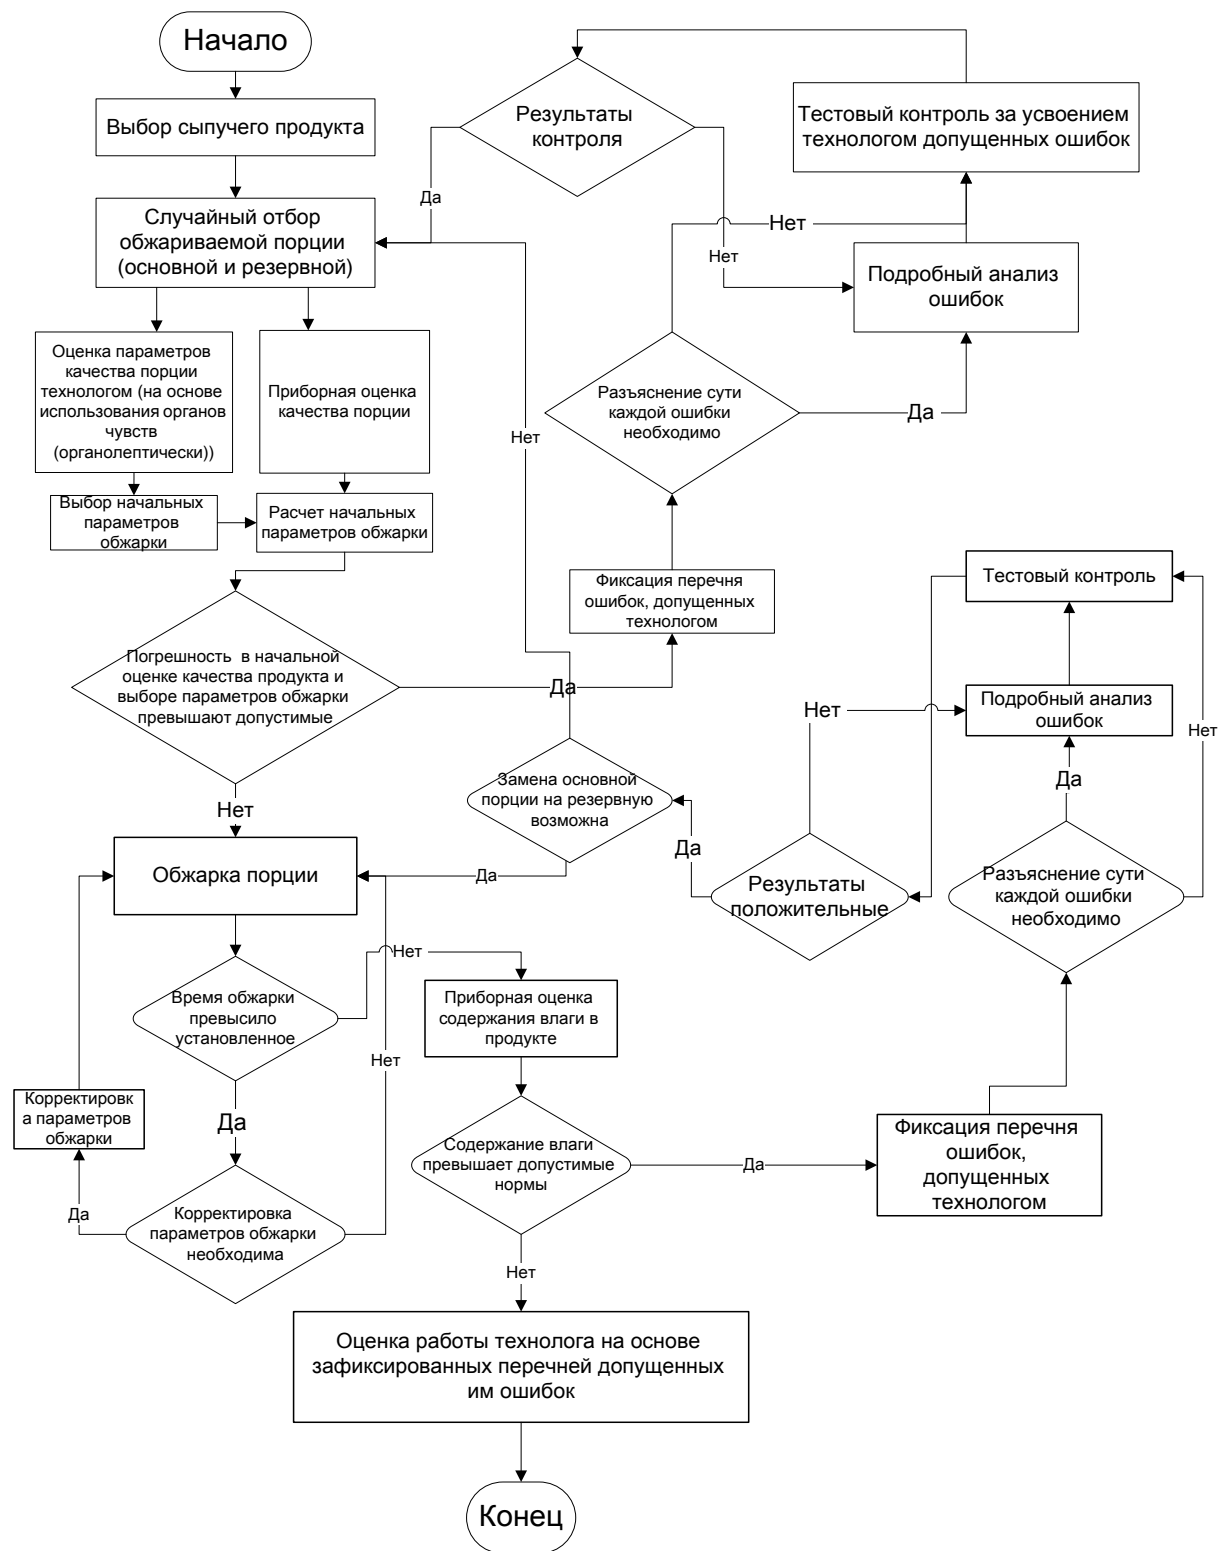 Начало
Выбор сыпучего продукта
Случайный отбор
обжариваемой порции
(основной и резервной)
Оценка параметров
качества порции
технологом (на основе
использования органов
чувств
(органолептически))
Приборная оценка
качества порции
Выбор начальных
параметров
обжарки
Расчет начальных
параметров обжарки
Погрешность в начальной
оценке качества продукта и
выборе параметров обжарки
превышают допустимые
Да
Нет
Результаты
контроля
Да
Нет
Тестовый контроль за усвоением
технологом допущенных ошибок
Нет
Подробный анализ
ошибок
Разъяснение сути
каждой ошибки
необходимо
Да
Фиксация перечня
ошибок, допущенных
технологом
Нет
Замена основной
порции на резервную
возможна
Да
Тестовый контроль
Подробный анализ
ошибок
Нет
Нет
Да
Да
Результаты
положительные
Разъяснение сути
каждой ошибки
необходимо
Обжарка порции
Время обжарки
превысило
установленное
Нет
Да
Нет
Корректировк
а параметров
обжарки
Да
Корректировка
параметров обжарки
необходима
Приборная оценка
содержания влаги в
продукте
Содержание влаги
превышает допустимые
нормы
Да
Нет
Фиксация перечня
ошибок,
допущенных
технологом
Оценка работы технолога на основе
зафиксированных перечней допущенных
им ошибок
Конец